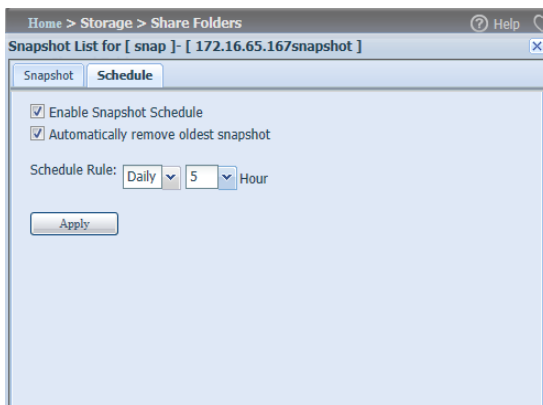 Home > Storage > Share Folders
Help
Snapshot List for [ snap ]- [ 172.16.65.167snapshot ]
Snapshot Schedule
Enable Snapshot Schedule
Automatically remove oldest snapshot
Schedule Rule: Daily 5 Hour
Apply